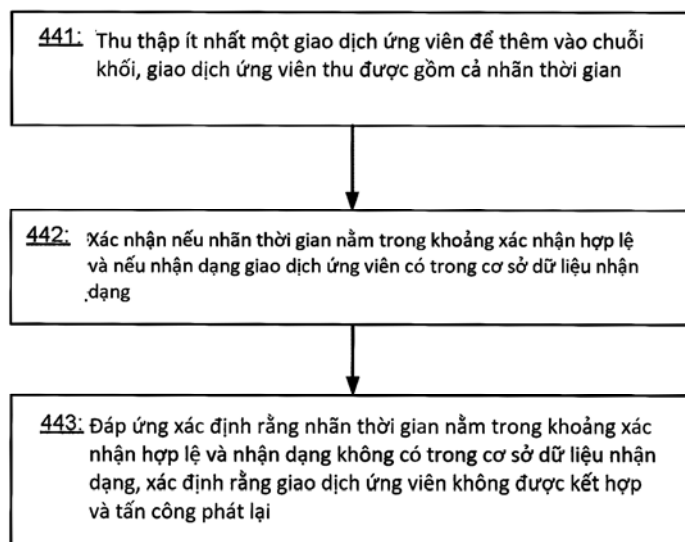 441: Thu thập ít nhất một giao dịch ứng viên để thêm vào chuỗi
khối, giao dịch ứng viên thu được gồm cả nhãn thời gian
442: Xác nhận nếu nhãn thời gian nằm trong khoảng xác nhận hợp lệ
và nếu nhận dạng giao dịch ứng viên có trong cơ sở dữ liệu nhận
dạng
443: Đáp ứng xác định rằng nhãn thời gian nằm trong khoảng xác
nhận hợp lệ và nhận dạng không có trong cơ sở dữ liệu nhận
dạng, xác định rằng giao dịch ứng viên không được kết hợp
và tấn công phát lại